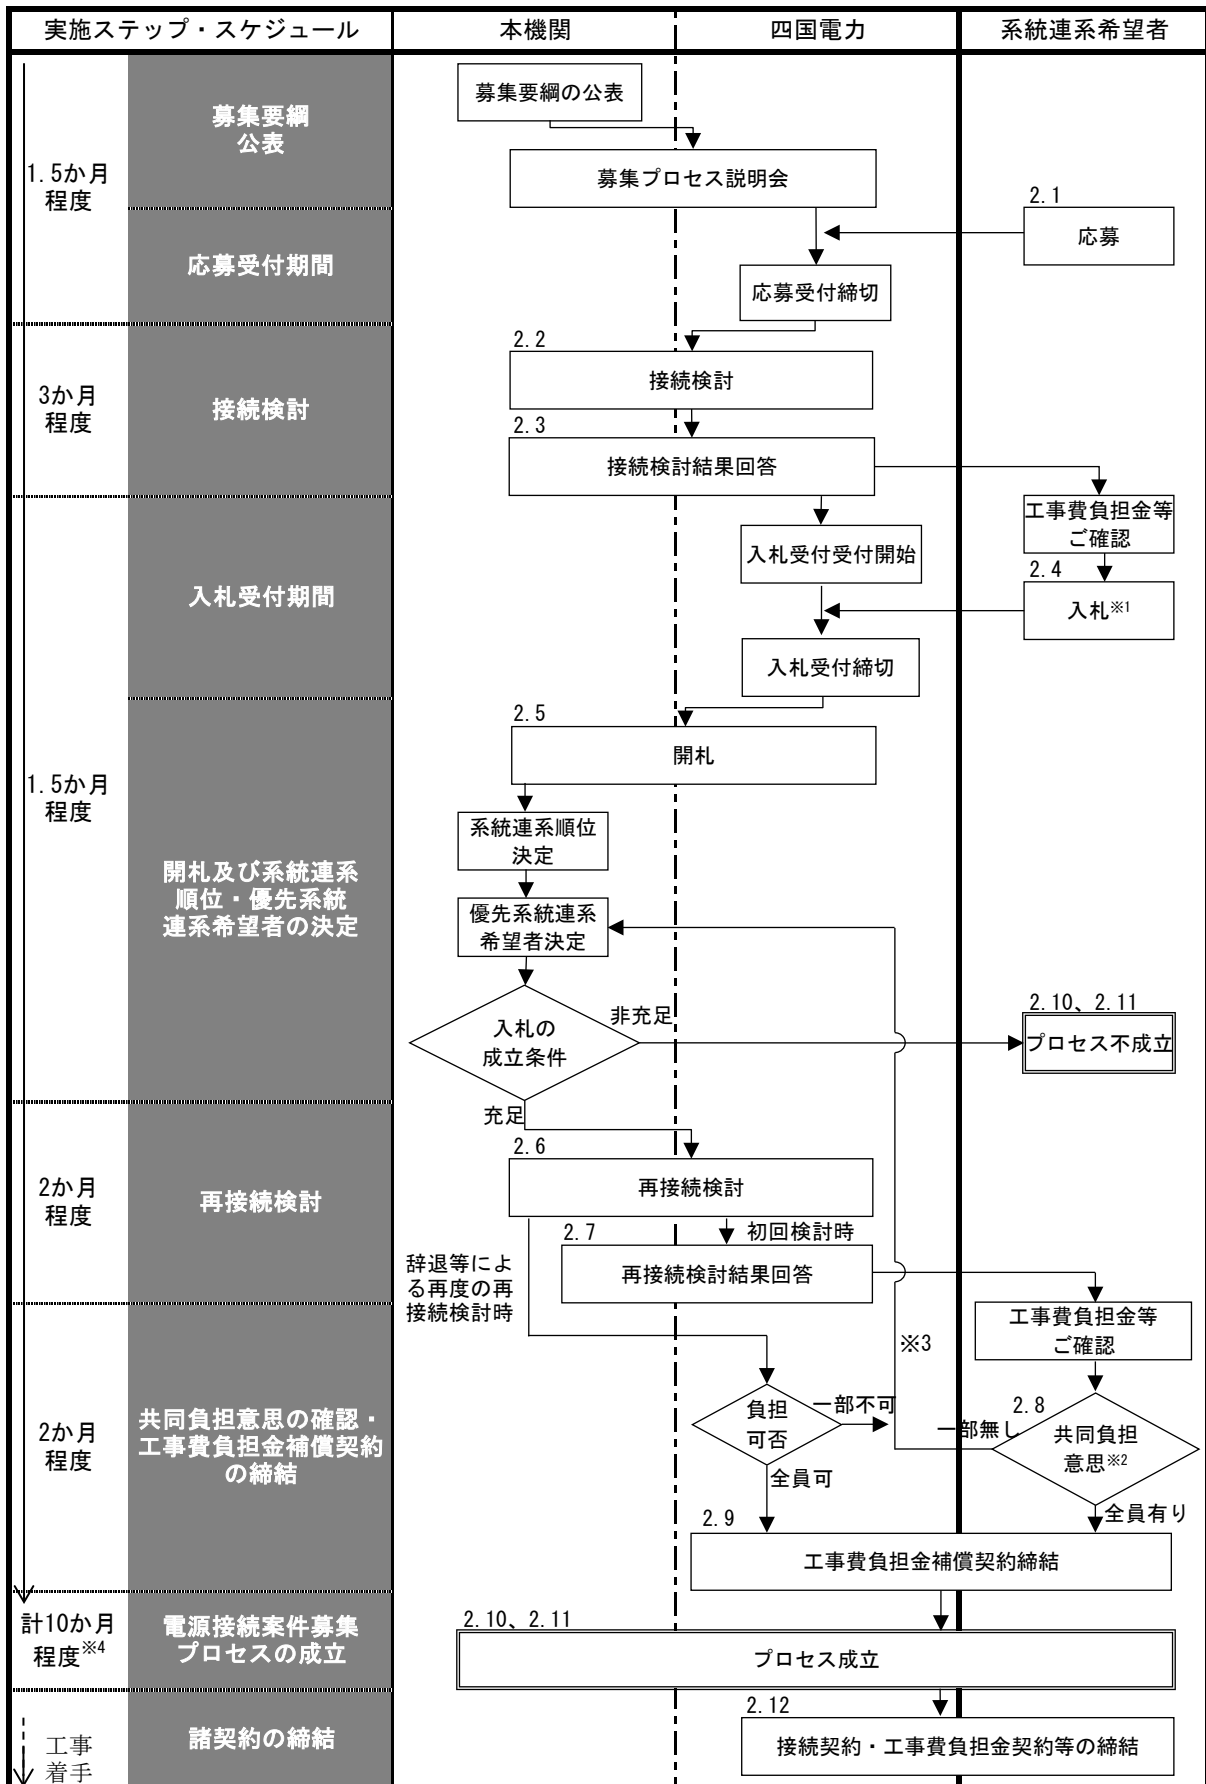 実施ステップ・スケジュール
本機関
四国電力
系統連系希望者
1.5か月
程度
募集要綱
公表
募集要綱の公表
募集プロセス説明会
応募受付期間
2.1
応募
応募受付締切
3か月
程度
接続検討
2.2
接続検討
2.3
接続検討結果回答
1.5か月
程度
入札受付期間
工事費負担金等
ご確認
入札受付受付開始
2.4
入札※1
入札受付締切
開札及び系統連系
順位・優先系統
連系希望者の決定
2.5
開札
系統連系順位
決定
優先系統連系
希望者決定
入札の
成立条件
非充足
2.10、2.11
プロセス不成立
充足
2か月
程度
再接続検討
2.6
再接続検討
初回検討時
2.7
再接続検討結果回答
辞退等によ
る再度の再
接続検討時
2か月
程度
共同負担意思の確認・
工事費負担金補償契約
の締結
工事費負担金等
ご確認
※3
負担
可否
一部不可
全員可
2.8
共同負担
意思※2
一部無し
全員有り
2.9
工事費負担金補償契約締結
計10か月
程度※4
電源接続案件募集
プロセスの成立
2.10、2.11
プロセス成立
工事
着手
諸契約の締結
2.12
接続契約・工事費負担金契約等の締結